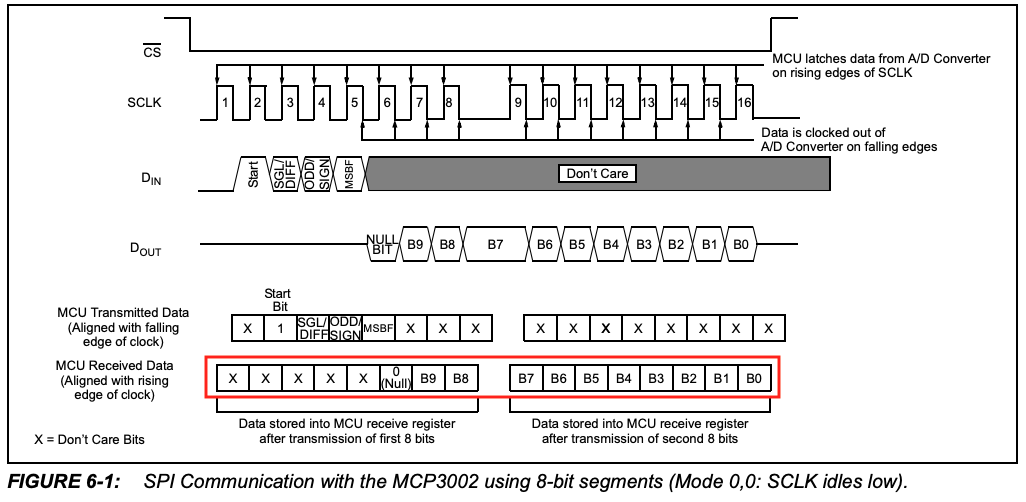 CS
MCU latches data from A/D Converter
on rising edges of SCLK
SCLK
1 2 3 4 5 6 7 8 9 10 11 12 13 14 15 16
Data is clocked out of
A/D Converter on falling edges
DIN
Start SGL/DIFF ODD/SIGN MSBF Don't Care
DOUT
NULL BIT B9 B8 B7 B6 B5 B4 B3 B2 B1 B0
Start
Bit
MCU Transmitted Data
(Aligned with falling
edge of clock)
X 1 SGL/DIFF ODD/SIGN MSBF X X X X X X X X X X X
MCU Received Data
(Aligned with rising
edge of clock)
X X X X X 0 (Null) B9 B8 B7 B6 B5 B4 B3 B2 B1 B0
Data stored into MCU receive register
after transmission of first 8 bits
Data stored into MCU receive register
after transmission of second 8 bits
X = Don't Care Bits
FIGURE 6-1: SPI Communication with the MCP3002 using 8-bit segments (Mode 0,0: SCLK idles low).